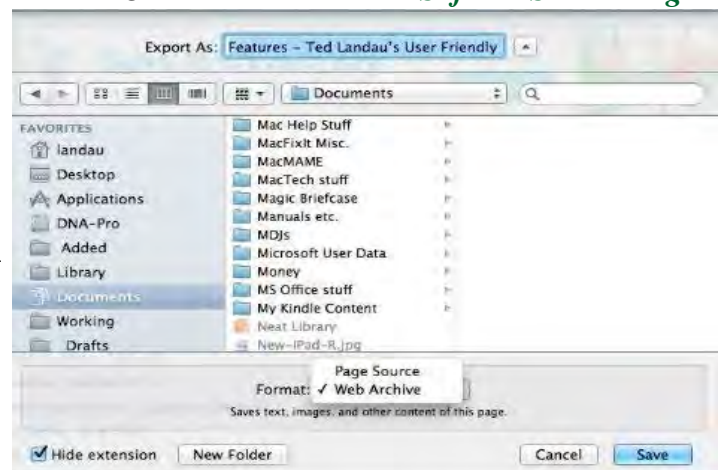 Export As: Features – Ted Landau's User Friendly
Documents
FAVORITES
landau
Desktop
Applications
DNA-Pro
Added
Library
Documents
Working
Drafts
Mac Help Stuff
MacFixIt Misc.
MacMAME
MacTech stuff
Magic Briefcase
Manuals etc.
MDJs
Microsoft User Data
Money
MS Office stuff
My Kindle Content
Neat Library
New-iPad-R.jpg
Page Source
Format: ✓ Web Archive
Saves text, images, and other content of this page.
Hide extension New Folder Cancel Save